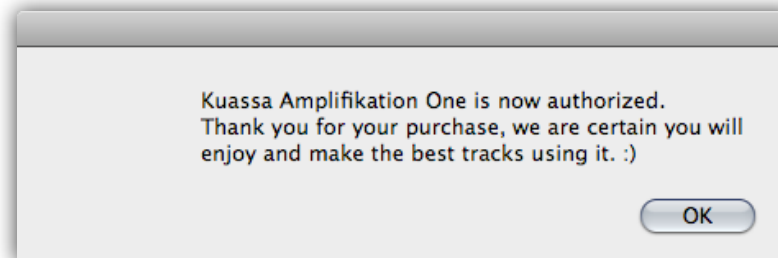 Kuassa Amplifikation One is now authorized.
Thank you for your purchase, we are certain you will
enjoy and make the best tracks using it. :)
OK